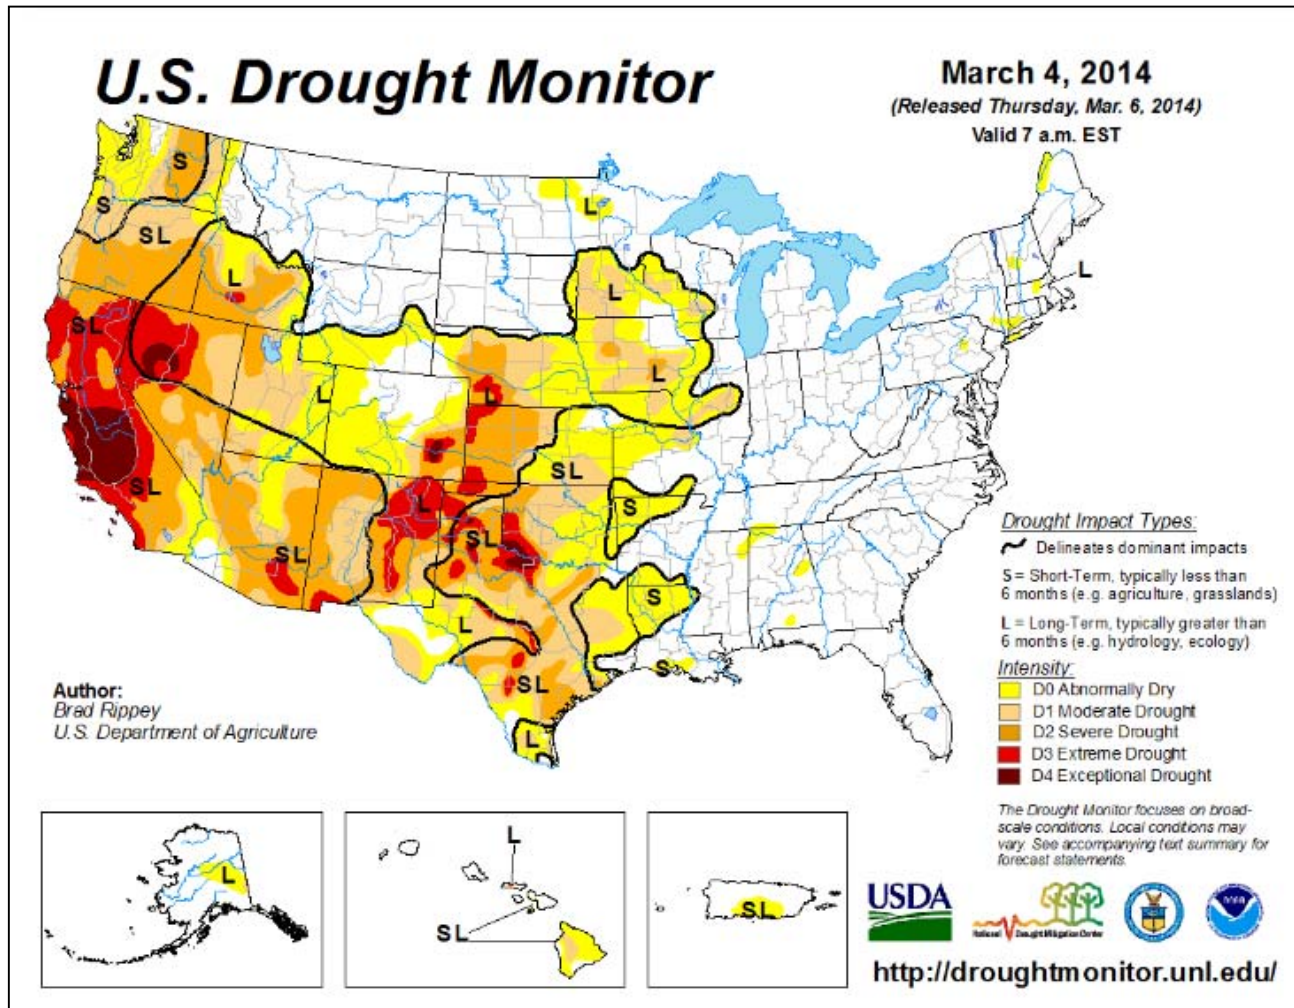 U.S. Drought Monitor
March 4, 2014
(Released Thursday, Mar. 6, 2014)
Valid 7 a.m. EST
S
S
SL
L
L
L
L
SL
L
L
L
L
SL
S
SL
L
SL
SL
S
L
S
SL
L
Drought Impact Types:
Delineates dominant impacts
S = Short-Term, typically less than
6 months (e.g. agriculture, grasslands)
L = Long-Term, typically greater than
6 months (e.g. hydrology, ecology)
Intensity:
D0 Abnormally Dry
D1 Moderate Drought
D2 Severe Drought
D3 Extreme Drought
D4 Exceptional Drought
Author:
Brad Rippey
U.S. Department of Agriculture
The Drought Monitor focuses on broad-
scale conditions. Local conditions may
vary. See accompanying text summary for
forecast statements.
L
L
SL
SL
USDA
National Drought Mitigation Center
http://droughtmonitor.unl.edu/